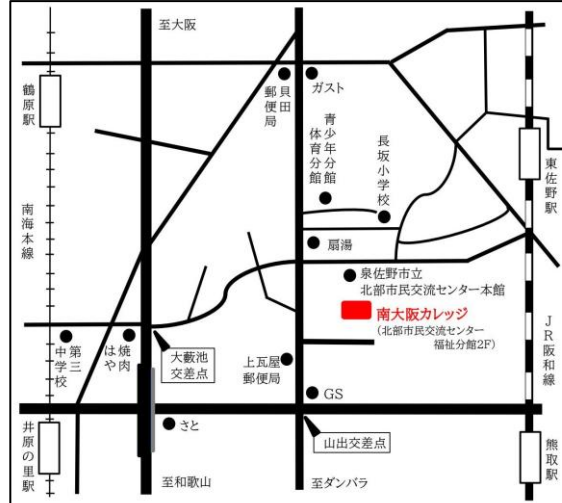 至大阪
鶴原駅
貝田
郵便局
ガスト
青少年分館
体育分館
長坂小学校
東佐野駅
南海本線
扇湯
泉佐野市立
北部市民交流センター本館
南大阪カレッジ
(北部市民交流センター
福祉分館2F)
JR阪和線
第三
中学校
焼肉
はや
大藪池
交差点
上瓦屋
郵便局
GS
井原の里駅
さと
山出交差点
熊取駅
至和歌山
至ダンバラ